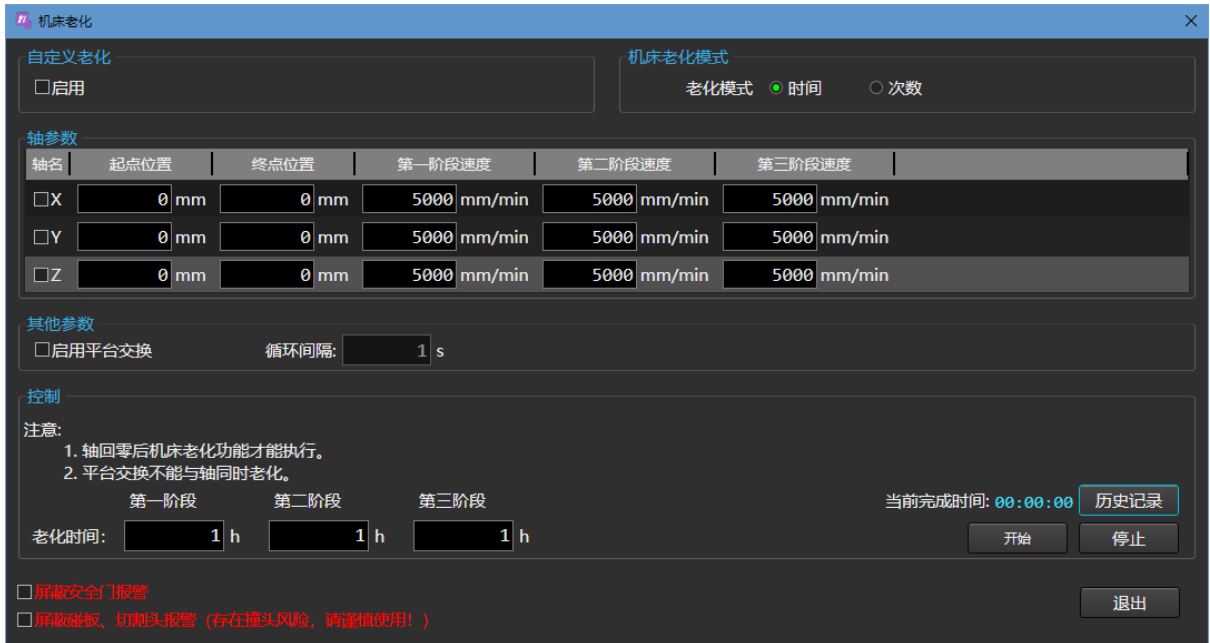 机床老化
自定义老化 机床老化模式
启用 老化模式 时间 次数
轴参数
轴名 起点位置 终点位置 第一阶段速度 第二阶段速度 第三阶段速度
X 0 mm 0 mm 5000 mm/min 5000 mm/min 5000 mm/min
Y 0 mm 0 mm 5000 mm/min 5000 mm/min 5000 mm/min
Z 0 mm 0 mm 5000 mm/min 5000 mm/min 5000 mm/min
其他参数
启用平台交换 循环间隔: 1 s
控制
注意:
1. 轴回零后机床老化功能才能执行。
2. 平台交换不能与轴同时老化。
第一阶段 第二阶段 第三阶段 当前完成时间: 00:00:00 历史记录
老化时间: 1 h 1 h 1 h 开始 停止
屏蔽安全门报警
屏蔽碰板、切割头报警（存在撞头风险，请谨慎使用！）
退出